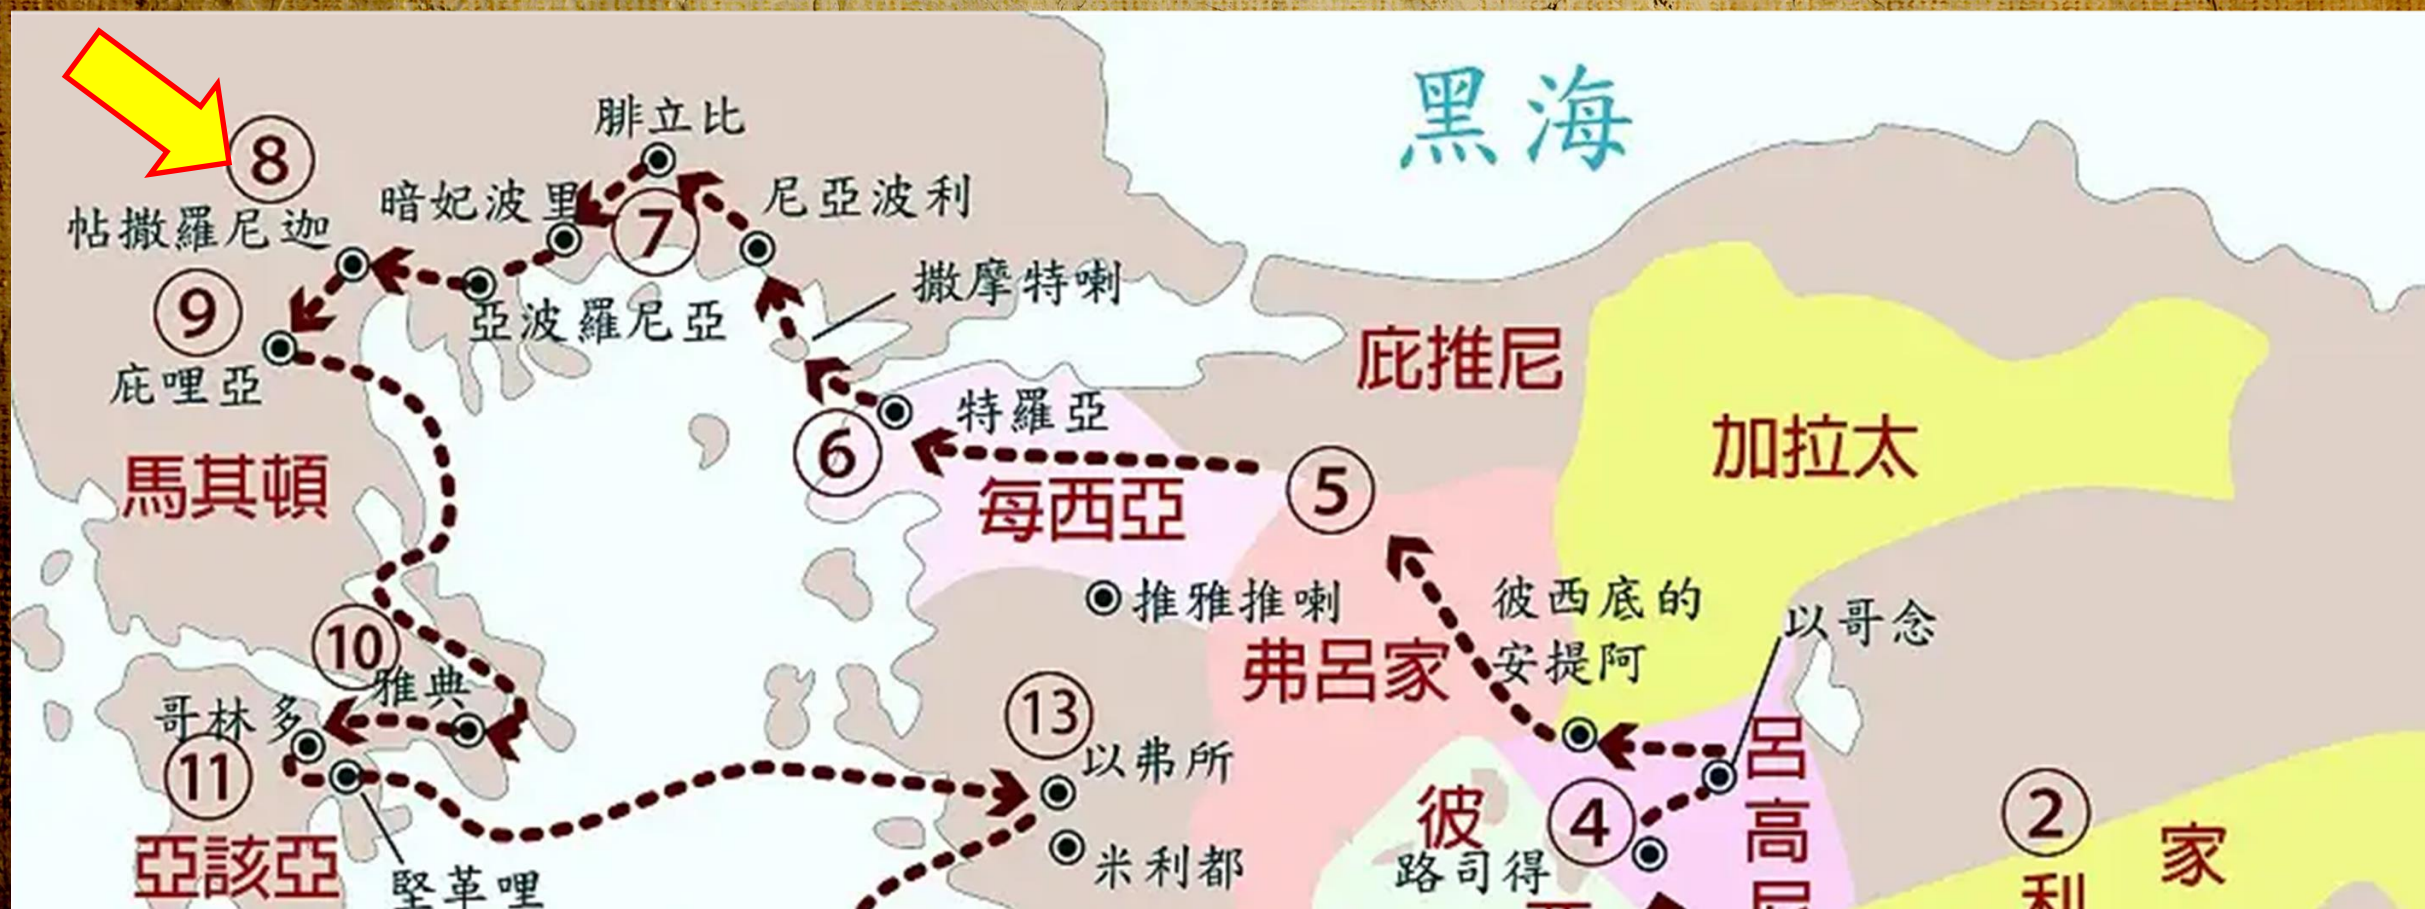 黑海
腓立比
8
暗妃波里
尼亞波利
帖撒羅尼迦
7
撒摩特喇
9
亞波羅尼亞
庇推尼
庇哩亞
特羅亞
加拉太
6
馬其頓
5
每西亞
推雅推喇
彼西底的
安提阿
以哥念
10
弗呂家
雅典
哥林多
13
以弗所
呂
高
尼
11
彼
4
2
家
亞該亞
米利都
路司得
堅革哩
利